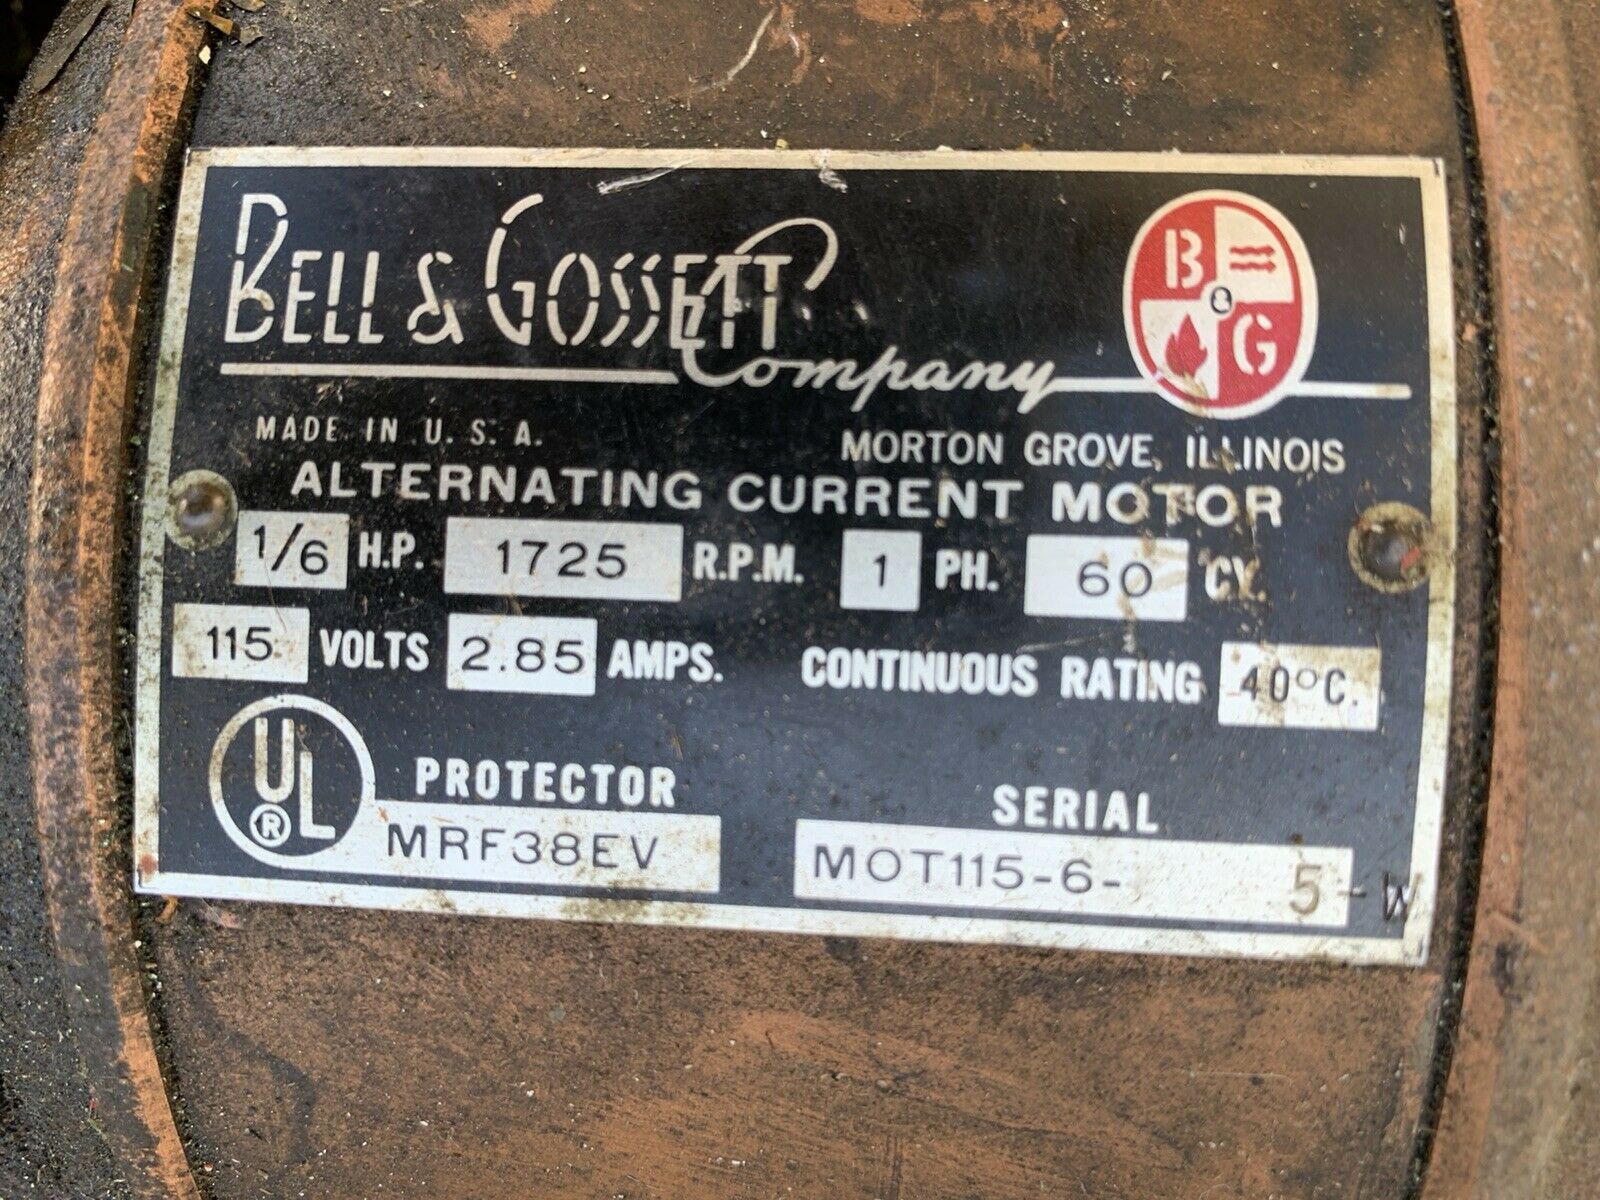 BELL & GOSSETT
Company
B & G
MADE IN U. S. A.
MORTON GROVE, ILLINOIS
ALTERNATING CURRENT MOTOR
1/6 H.P. 1725 R.P.M. 1 PH. 60 CY.
115 VOLTS 2.85 AMPS. CONTINUOUS RATING 40°C.
UL ®
PROTECTOR
MRF38EV
SERIAL
MOT115-6- 5-W